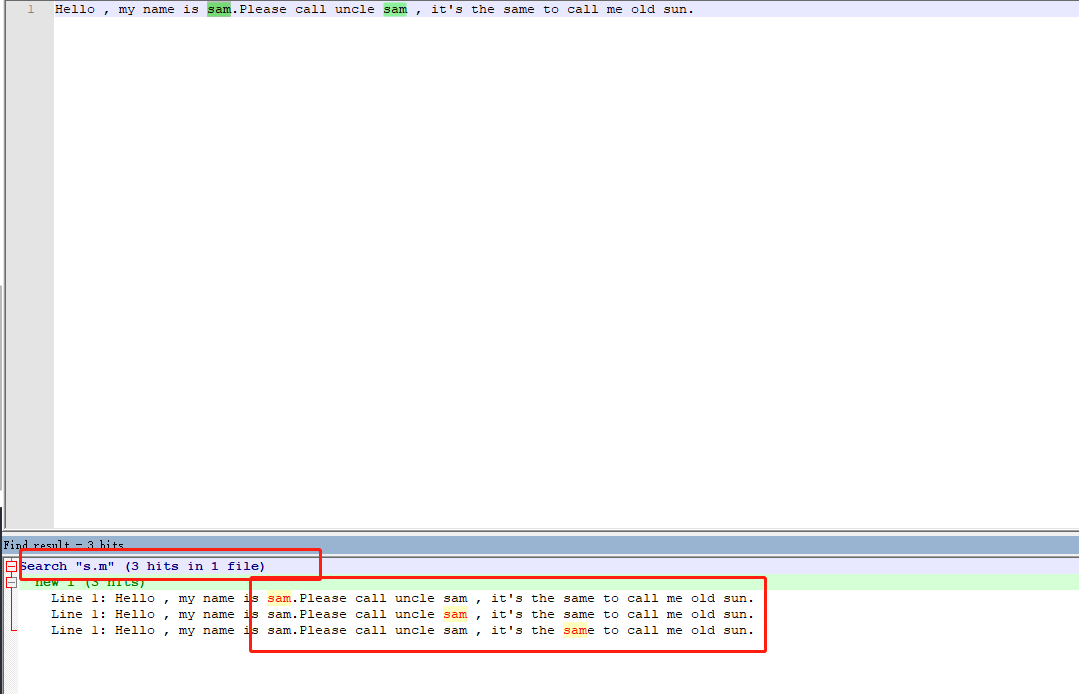 1 Hello , my name is sam.Please call uncle sam , it's the same to call me old sun.
Find result - 3 hits
Search "s.m" (3 hits in 1 file)
new 1 (3 hits)
Line 1: Hello , my name is sam.Please call uncle sam , it's the same to call me old sun.
Line 1: Hello , my name is sam.Please call uncle sam , it's the same to call me old sun.
Line 1: Hello , my name is sam.Please call uncle sam , it's the same to call me old sun.